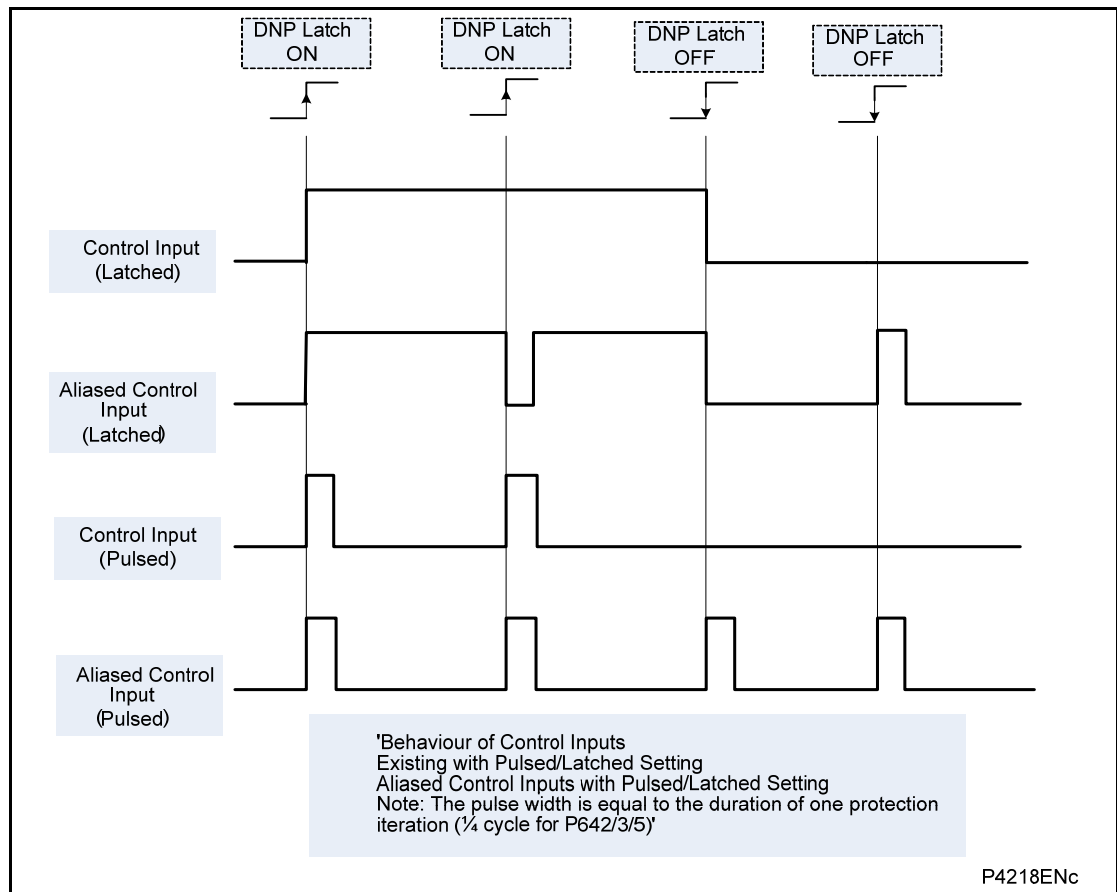 DNP Latch
ON
DNP Latch
ON
DNP Latch
OFF
DNP Latch
OFF
Control Input
(Latched)
Aliased Control
Input
(Latched)
Control Input
(Pulsed)
Aliased Control
Input
(Pulsed)
'Behaviour of Control Inputs
Existing with Pulsed/Latched Setting
Aliased Control Inputs with Pulsed/Latched Setting
Note: The pulse width is equal to the duration of one protection
iteration (¼ cycle for P642/3/5)'
P4218ENc